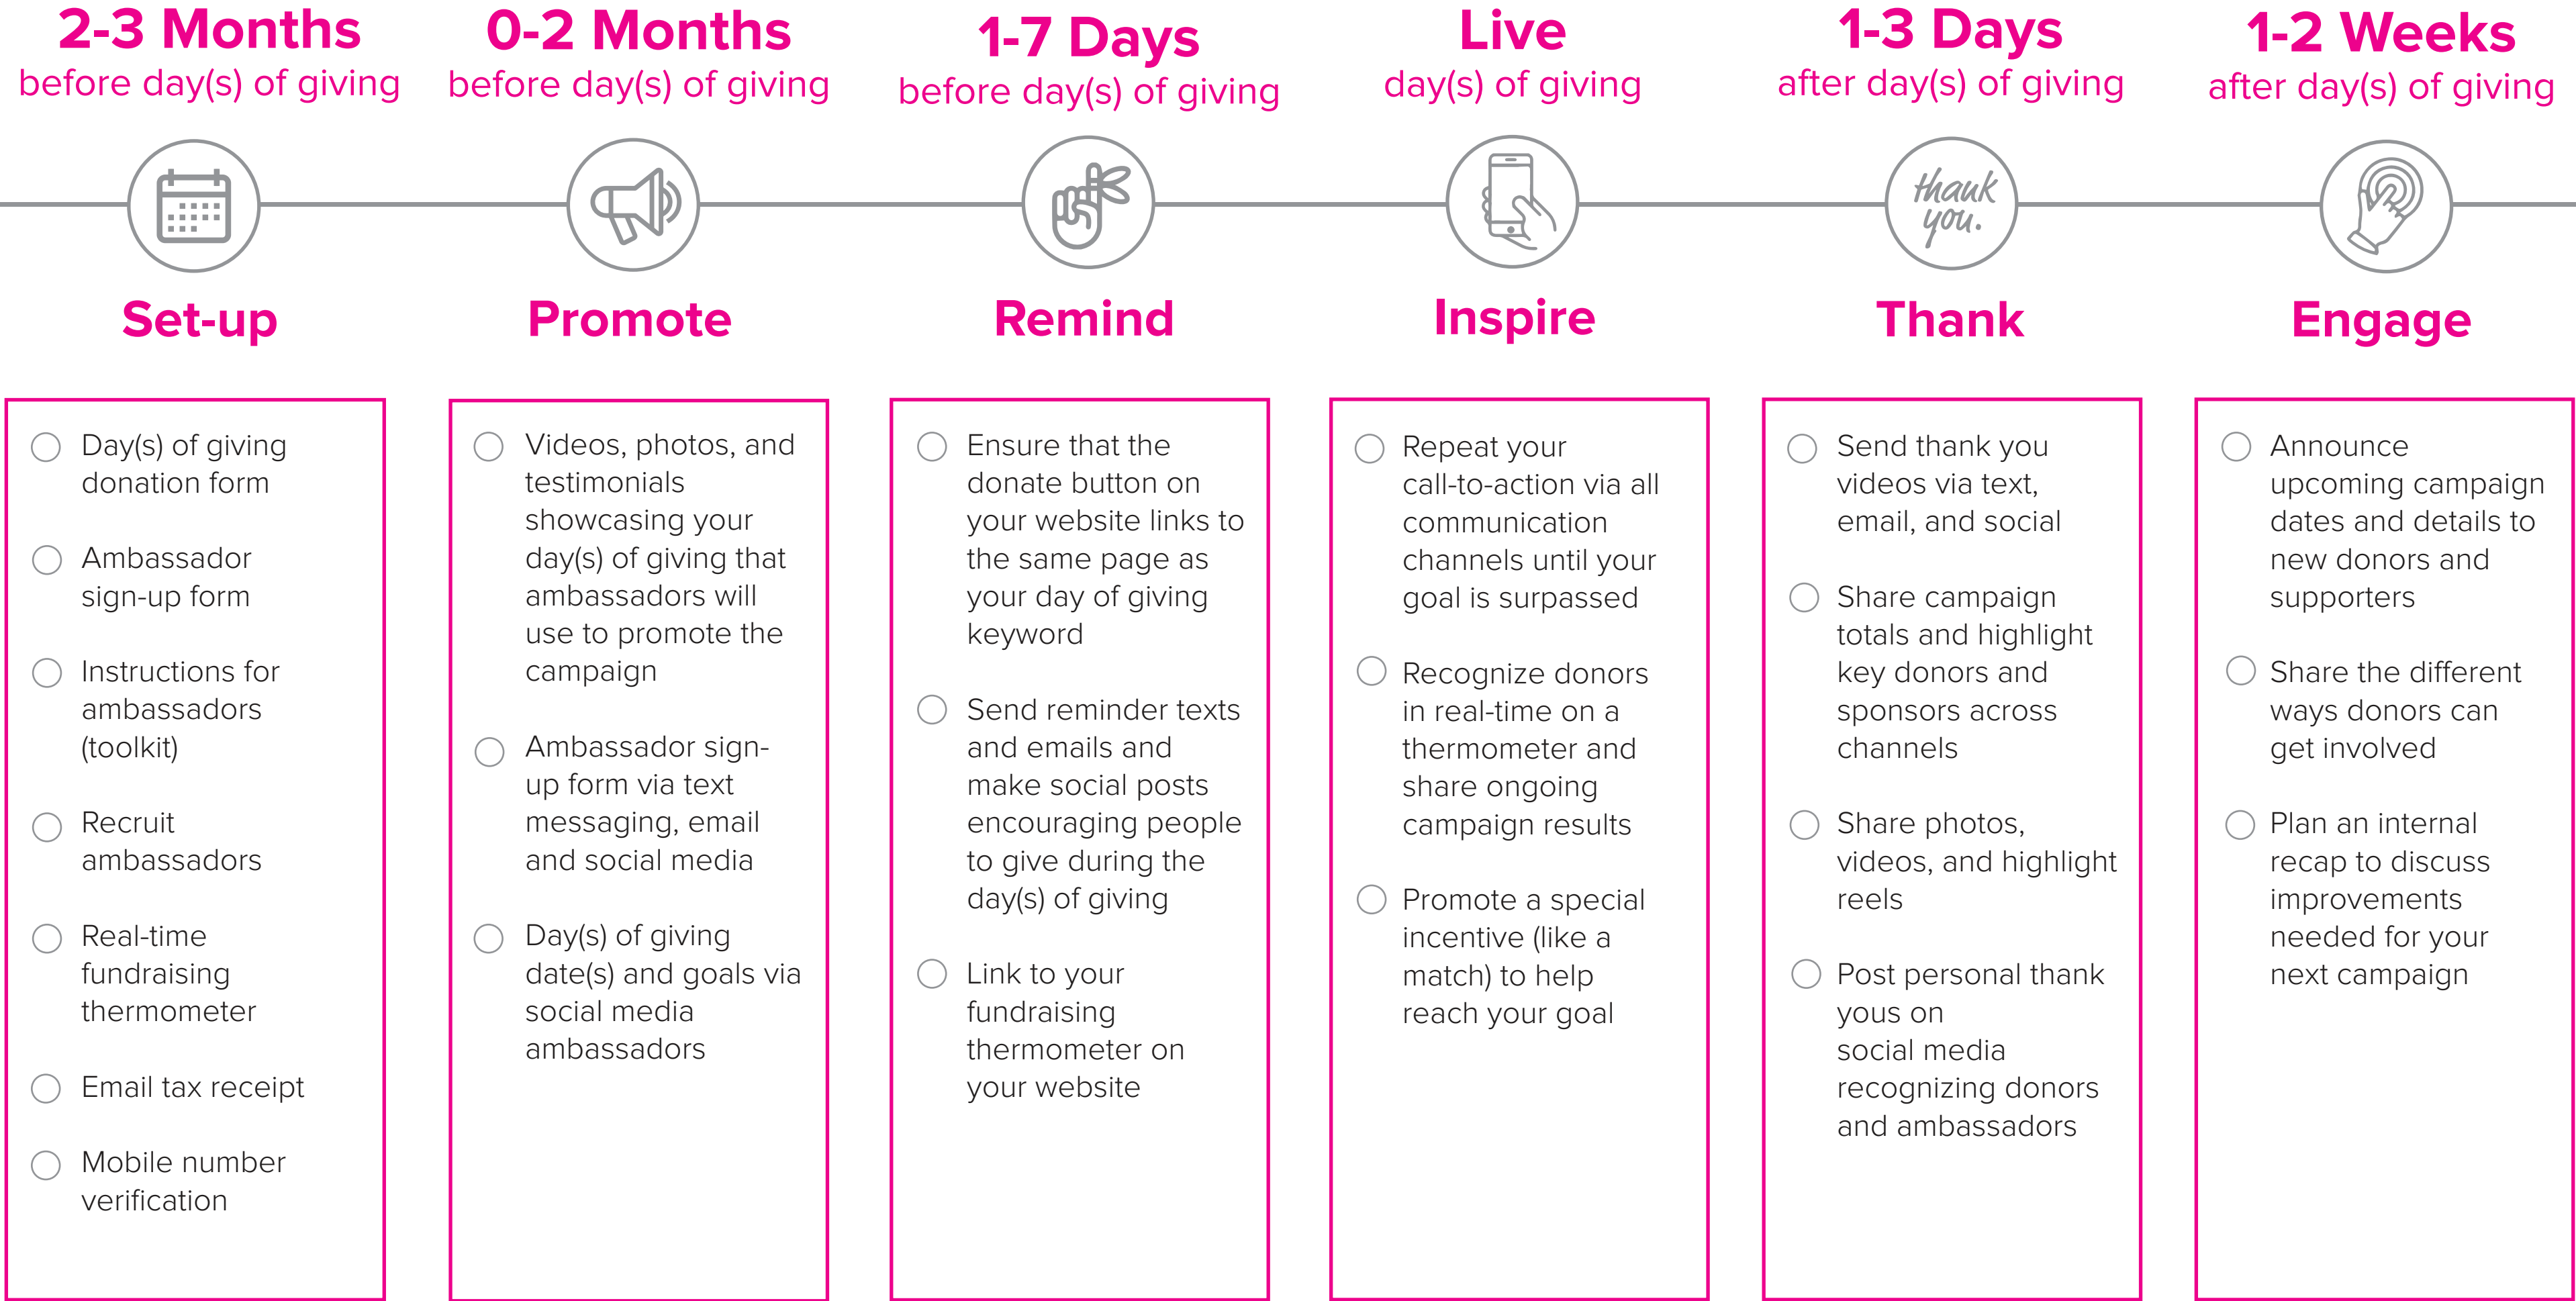 2-3 Months
before day(s) of giving
Set-up
Day(s) of giving
donation form
Ambassador
sign-up form
Instructions for
ambassadors
(toolkit)
Recruit
ambassadors
Real-time
fundraising
thermometer
Email tax receipt
Mobile number
verification
0-2 Months
before day(s) of giving
Promote
Videos, photos, and
testimonials
showcasing your
day(s) of giving that
ambassadors will
use to promote the
campaign
Ambassador sign-
up form via text
messaging, email
and social media
Day(s) of giving
date(s) and goals via
social media
ambassadors
1-7 Days
before day(s) of giving
Remind
Ensure that the
donate button on
your website links to
the same page as
your day of giving
keyword
Send reminder texts
and emails and
make social posts
encouraging people
to give during the
day(s) of giving
Link to your
fundraising
thermometer on
your website
Live
day(s) of giving
Inspire
Repeat your
call-to-action via all
communication
channels until your
goal is surpassed
Recognize donors
in real-time on a
thermometer and
share ongoing
campaign results
Promote a special
incentive (like a
match) to help
reach your goal
1-3 Days
after day(s) of giving
thank
you.
Thank
Send thank you
videos via text,
email, and social
Share campaign
totals and highlight
key donors and
sponsors across
channels
Share photos,
videos, and highlight
reels
Post personal thank
yous on
social media
recognizing donors
and ambassadors
1-2 Weeks
after day(s) of giving
Engage
Announce
upcoming campaign
dates and details to
new donors and
supporters
Share the different
ways donors can
get involved
Plan an internal
recap to discuss
improvements
needed for your
next campaign